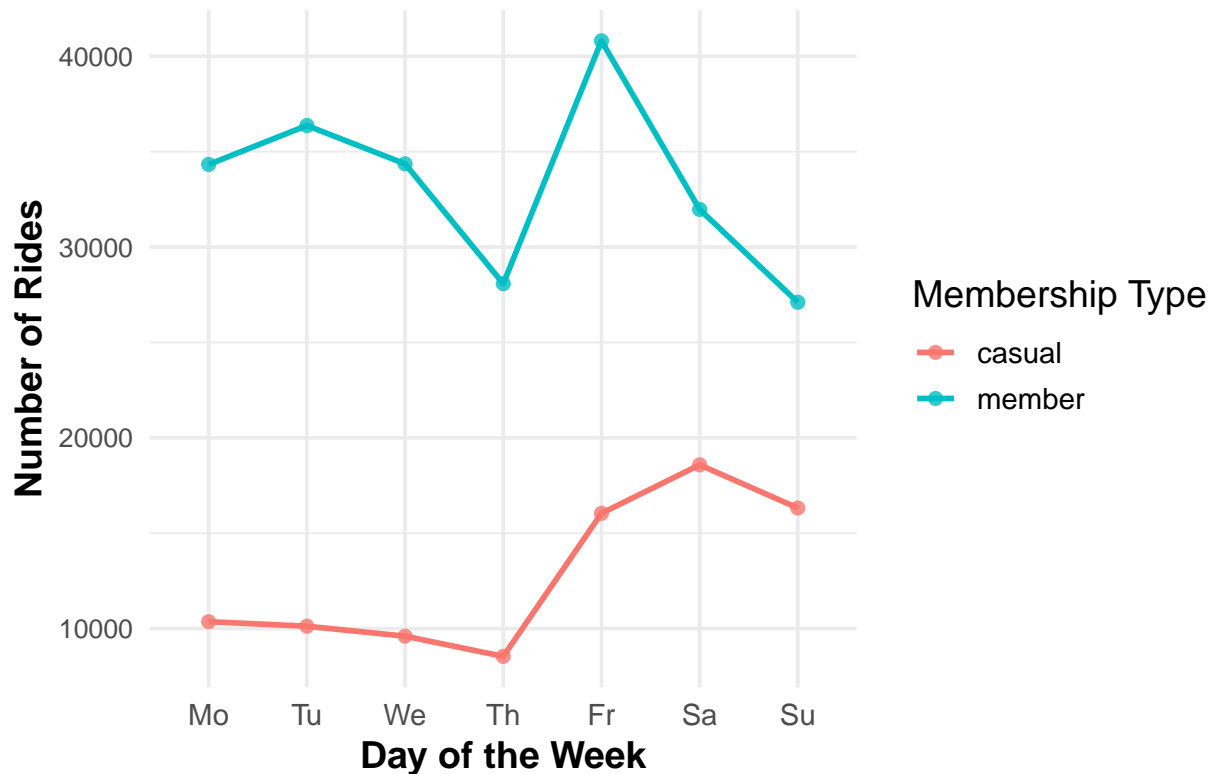 40000
30000
20000
10000
Number of Rides
Mo Tu We Th Fr Sa Su
Day of the Week
Membership Type
casual
member